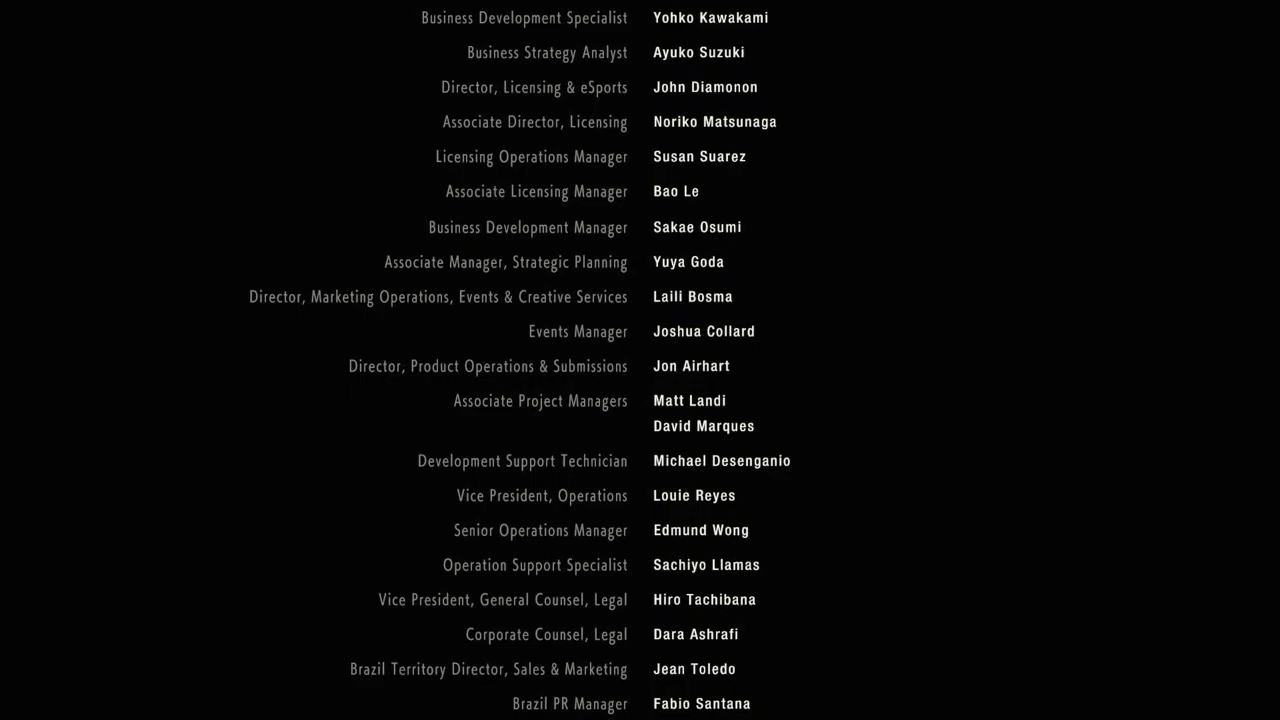 Business Development Specialist Yohko Kawakami
Business Strategy Analyst Ayuko Suzuki
Director, Licensing & eSports John Diamonon
Associate Director, Licensing Noriko Matsunaga
Licensing Operations Manager Susan Suarez
Associate Licensing Manager Bao Le
Business Development Manager Sakae Osumi
Associate Manager, Strategic Planning Yuya Goda
Director, Marketing Operations, Events & Creative Services Laili Bosma
Events Manager Joshua Collard
Director, Product Operations & Submissions Jon Airhart
Associate Project Managers Matt Landi
David Marques
Development Support Technician Michael Desenganio
Vice President, Operations Louie Reyes
Senior Operations Manager Edmund Wong
Operation Support Specialist Sachiyo Llamas
Vice President, General Counsel, Legal Hiro Tachibana
Corporate Counsel, Legal Dara Ashrafi
Brazil Territory Director, Sales & Marketing Jean Toledo
Brazil PR Manager Fabio Santana